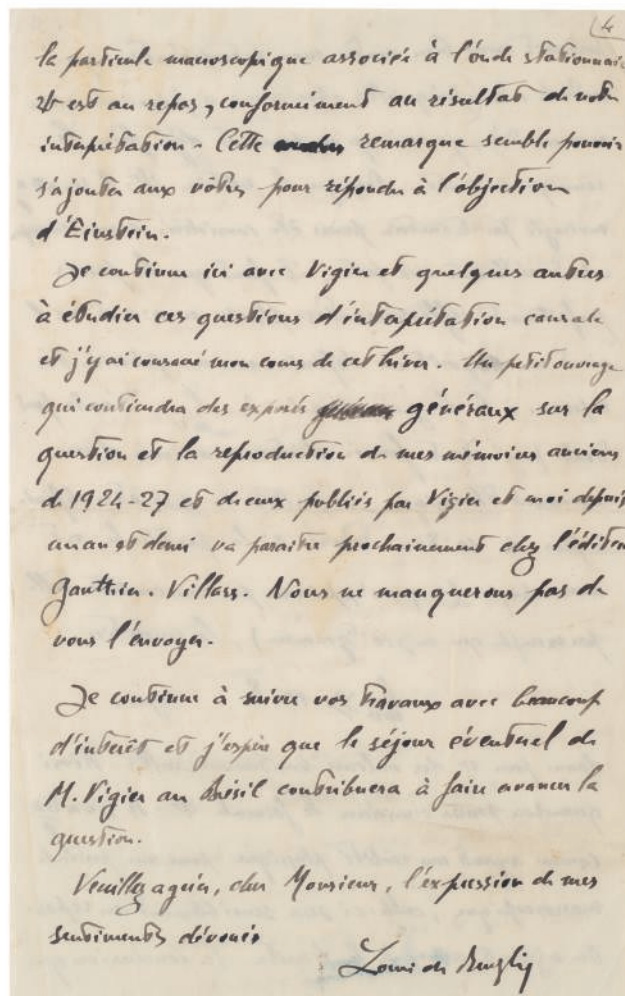 4
la particule macroscopique associée à l'onde stationnaire
ψ est au repos, conformément au résultat de votre
interprétation. Cette remarque semble pouvoir
s'ajouter aux vôtres pour répondre à l'objection
d'Einstein.
Je continue ici avec Vigier et quelques autres
à étudier ces questions d'interprétation causale
et j'y ai consacré mon cours de cet hiver. Un petit ouvrage
qui contiendra des exposés généraux sur la
question et la reproduction de mes mémoires anciens
de 1924-27 et de ceux publiés par Vigier et moi depuis
un an et demi va paraître prochainement chez l'éditeur
Gauthier-Villars. Nous ne manquerons pas de
vous l'envoyer.
Je continue à suivre vos travaux avec beaucoup
d'intérêt et j'espère que le séjour éventuel de
M. Vigier au Brésil contribuera à faire avancer la
question.
Veuillez agréer, cher Monsieur, l'expression de mes
sentiments dévoués
Louis de Broglie